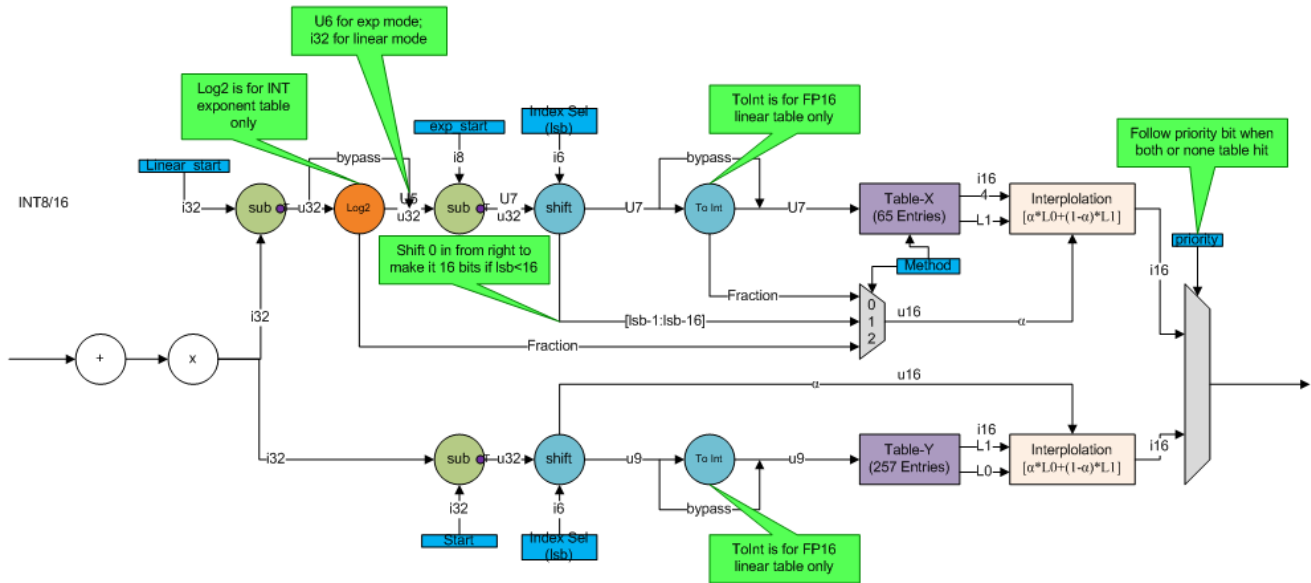 U6 for exp mode;
i32 for linear mode
Log2 is for INT
exponent table
only
ToInt is for FP16
linear table only
Follow priority bit when
both or none table hit
exp_start
Index Sel
(lsb)
Linear_start
bypass
i8
i6
bypass
INT8/16
i32
sub
T
u32
Log2
u32
sub
T
U7
u32
shift
U7
To Int
U7
Table-X
(65 Entries)
i16
4
L1
Interplolation
[α*L0+(1-α)*L1]
priority
i16
Shift 0 in from right to
make it 16 bits if lsb<16
Method
Fraction
0
1
2
[lsb-1:lsb-16]
u16
α
Fraction
i32
+
x
α
u16
i32
sub
T
u32
shift
u9
To Int
u9
Table-Y
(257 Entries)
i16
L1
L0
Interplolation
[α*L0+(1-α)*L1]
i16
i32
i6
bypass
Start
Index Sel
(lsb)
ToInt is for FP16
linear table only